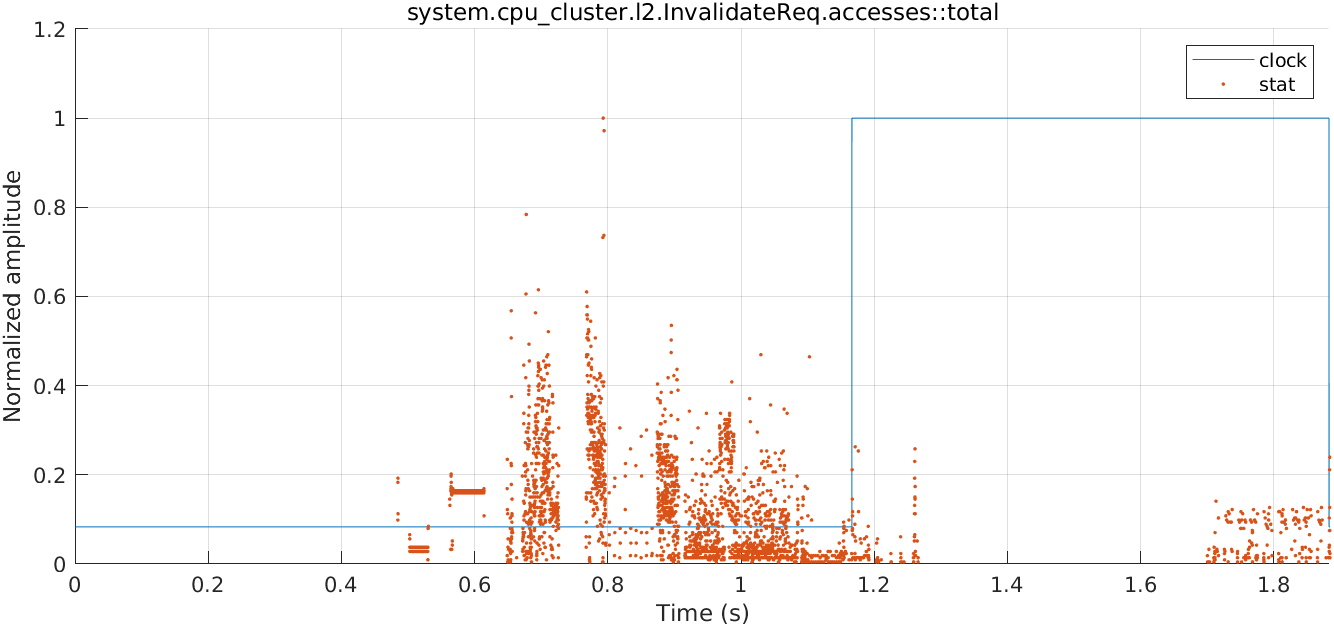 system.cpu_cluster.l2.InvalidateReq.accesses::total
1.2
1
0.8
0.6
0.4
0.2
0
Normalized amplitude
clock
stat
0 0.2 0.4 0.6 0.8 1 1.2 1.4 1.6 1.8
Time (s)